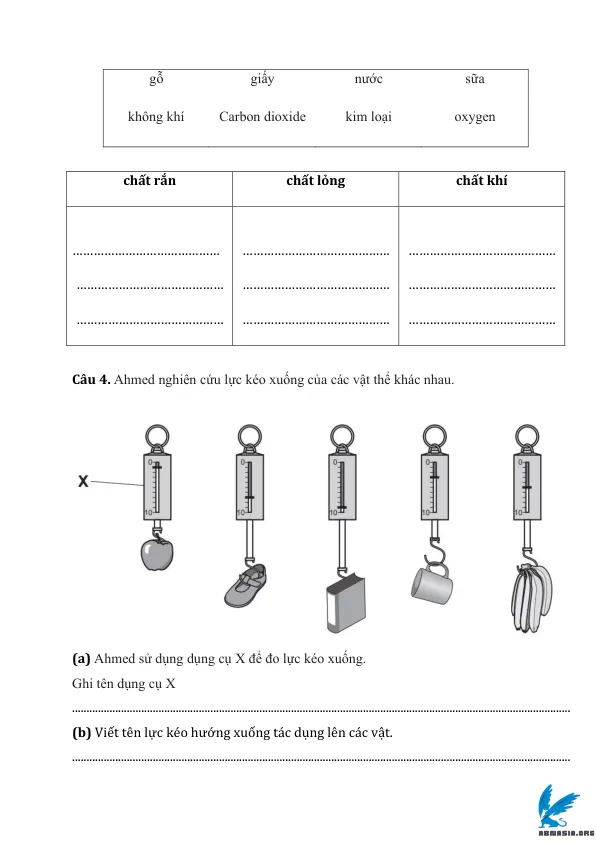 gỗ giấy nước sữa
không khí Carbon dioxide kim loại oxygen
chất rắn chất lỏng chất khí
.......................................... .......................................... ..........................................
.......................................... .......................................... ..........................................
.......................................... .......................................... ..........................................
Câu 4. Ahmed nghiên cứu lực kéo xuống của các vật thể khác nhau.
0 0 0 0 0
X
10 10 10 10 10
(a) Ahmed sử dụng dụng cụ X để đo lực kéo xuống.
Ghi tên dụng cụ X
....................................................................................................
(b) Viết tên lực kéo hướng xuống tác dụng lên các vật.
....................................................................................................
ABNASIA.ORG